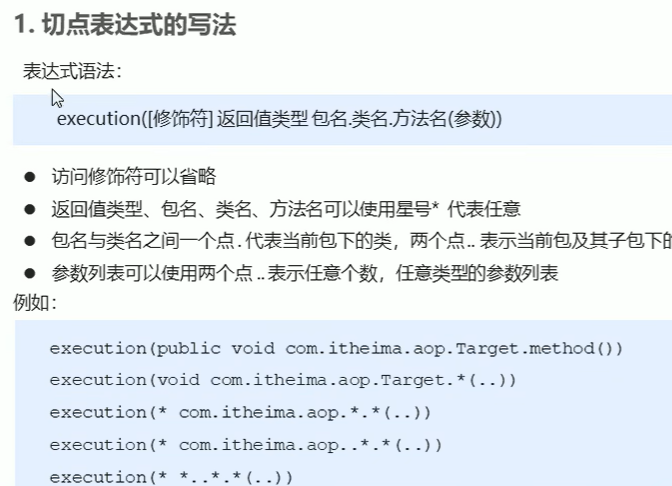 1. 切点表达式的写法
表达式语法：
execution([修饰符] 返回值类型 包名.类名.方法名(参数))
● 访问修饰符可以省略
● 返回值类型、包名、类名、方法名可以使用星号* 代表任意
● 包名与类名之间一个点 . 代表当前包下的类，两个点 .. 表示当前包及其子包下的
● 参数列表可以使用两个点 .. 表示任意个数，任意类型的参数列表
例如：
execution(public void com.itheima.aop.Target.method())
execution(void com.itheima.aop.Target.*(..))
execution(* com.itheima.aop.*.*(..))
execution(* com.itheima.aop..*.*(..))
execution(* *..*.*(..))